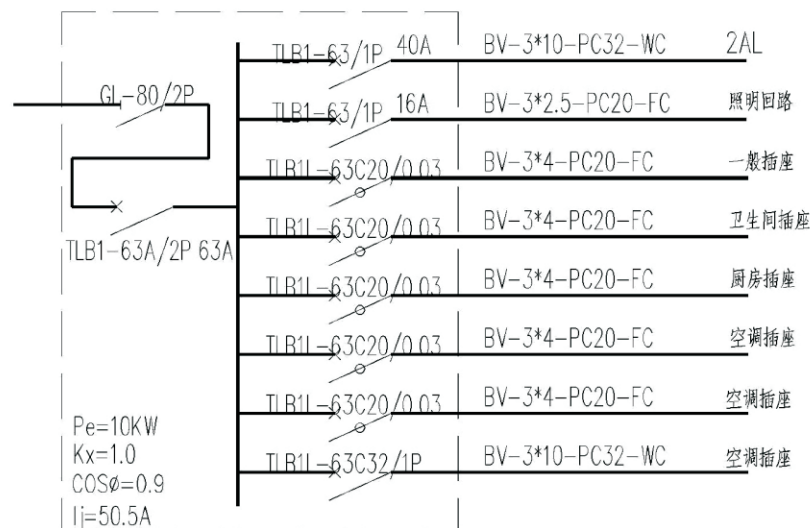 TLB1-63/1P 40A BV-3*10-PC32-WC 2AL
GL-80/2P
TLB1-63/1P 16A BV-3*2.5-PC20-FC 照明回路
TLB1L-63C20/0.03 BV-3*4-PC20-FC 一般插座
TLB1L-63C20/0.03 BV-3*4-PC20-FC 卫生间插座
TLB1-63A/2P 63A
TLB1L-63C20/0.03 BV-3*4-PC20-FC 厨房插座
TLB1L-63C20/0.03 BV-3*4-PC20-FC 空调插座
TLB1L-63C20/0.03 BV-3*4-PC20-FC 空调插座
TLB1L-63C32/1P BV-3*10-PC32-WC 空调插座
Pe=10KW
Kx=1.0
COSø=0.9
Ij=50.5A